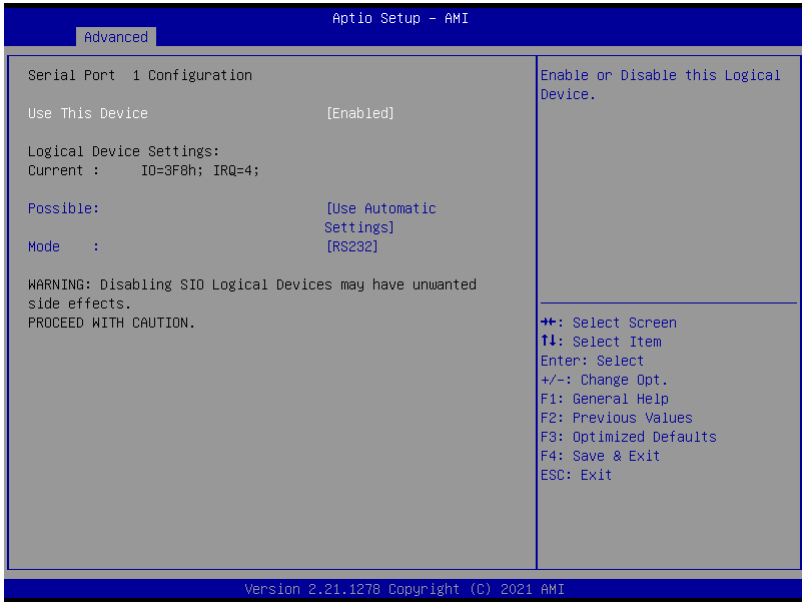 Aptio Setup – AMI
Advanced
Serial Port 1 Configuration
Use This Device [Enabled]
Logical Device Settings:
Current : IO=3F8h; IRQ=4;
Possible: [Use Automatic
Settings]
Mode : [RS232]
WARNING: Disabling SIO Logical Devices may have unwanted
side effects.
PROCEED WITH CAUTION.
Enable or Disable this Logical
Device.
→←: Select Screen
↑↓: Select Item
Enter: Select
+/-: Change Opt.
F1: General Help
F2: Previous Values
F3: Optimized Defaults
F4: Save & Exit
ESC: Exit
Version 2.21.1278 Copyright (C) 2021 AMI